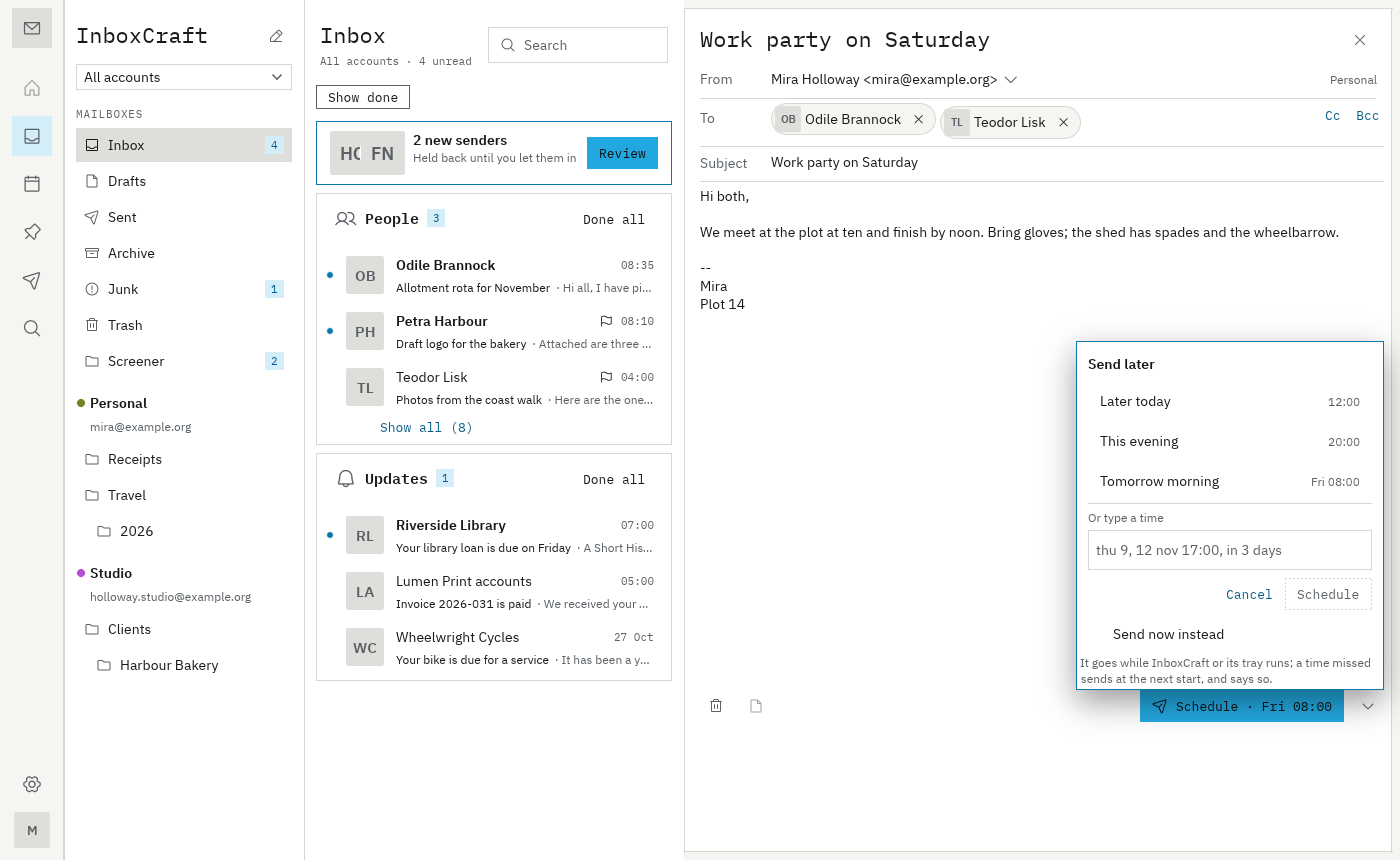 InboxCraft
All accounts
MAILBOXES
Inbox 4
Drafts
Sent
Archive
Junk 1
Trash
Screener 2
Personal
mira@example.org
Receipts
Travel
2026
Studio
holloway.studio@example.org
Clients
Harbour Bakery
M
Inbox
All accounts · 4 unread
Search
Show done
FN
2 new senders
Held back until you let them in
Review
People 3 Done all
OB Odile Brannock 08:35
Allotment rota for November · Hi all, I have pi...
PH Petra Harbour 08:10
Draft logo for the bakery · Attached are three ...
TL Teodor Lisk 04:00
Photos from the coast walk · Here are the one...
Show all (8)
Updates 1 Done all
RL Riverside Library 07:00
Your library loan is due on Friday · A Short His...
LA Lumen Print accounts 05:00
Invoice 2026-031 is paid · We received your ...
WC Wheelwright Cycles 27 Oct
Your bike is due for a service · It has been a y...
Work party on Saturday
From Mira Holloway <mira@example.org> Personal
To OB Odile Brannock TL Teodor Lisk Cc Bcc
Subject Work party on Saturday
Hi both,
We meet at the plot at ten and finish by noon. Bring gloves; the shed has spades and the wheelbarrow.
--
Mira
Plot 14
Send later
Later today 12:00
This evening 20:00
Tomorrow morning Fri 08:00
Or type a time
thu 9, 12 nov 17:00, in 3 days
Cancel Schedule
Send now instead
It goes while InboxCraft or its tray runs; a time missed
sends at the next start, and says so.
Schedule · Fri 08:00